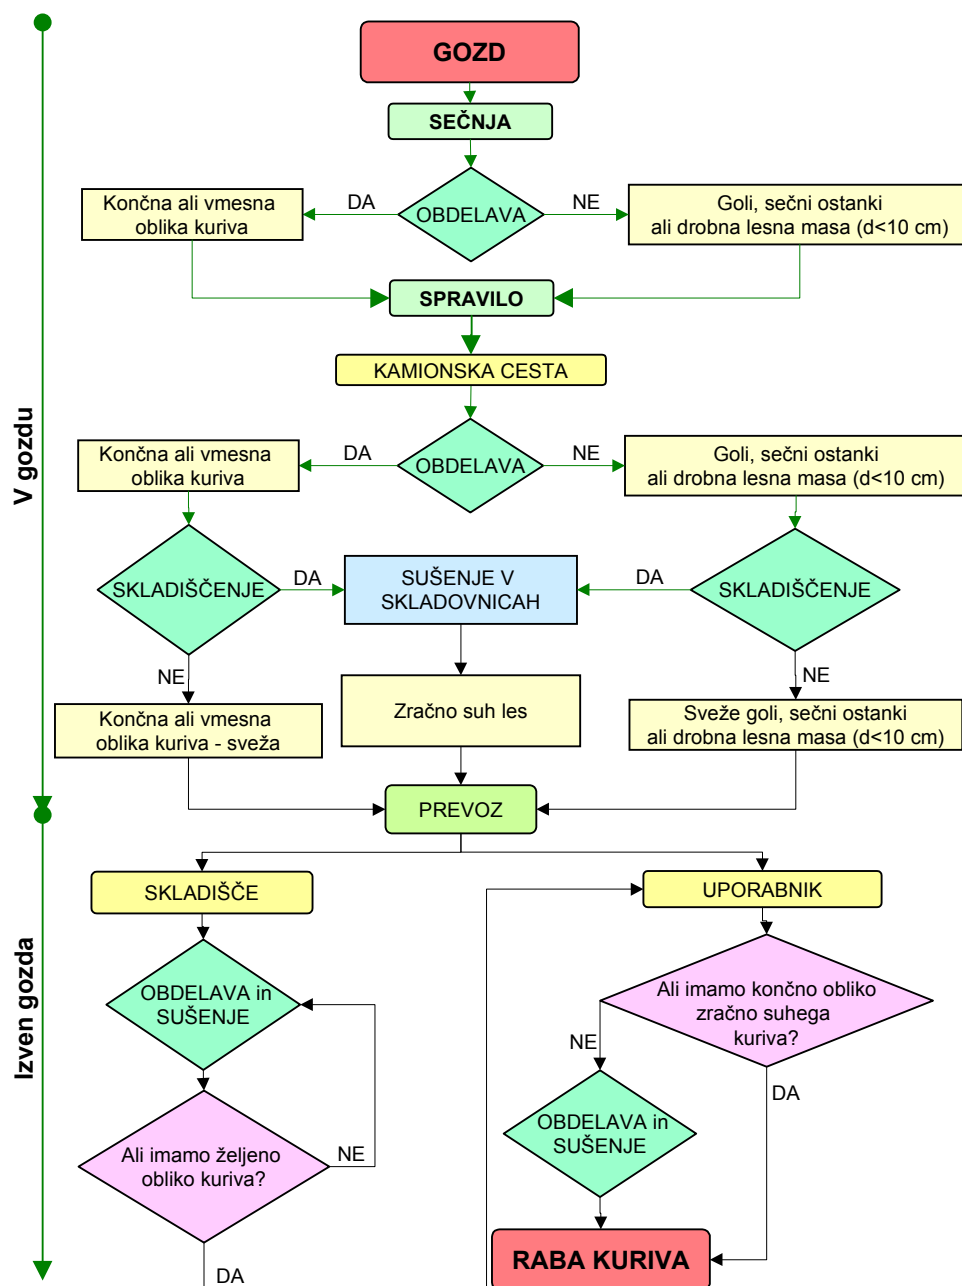 GOZD
SEČNJA
Končna ali vmesna
oblika kuriva
DA
OBDELAVA
NE
Goli, sečni ostanki
ali drobna lesna masa (d<10 cm)
SPRAVILO
KAMIONSKA CESTA
V gozdu
Končna ali vmesna
oblika kuriva
DA
OBDELAVA
NE
Goli, sečni ostanki
ali drobna lesna masa (d<10 cm)
SKLADIŠČENJE
DA
SUŠENJE V
SKLADOVNICAH
DA
SKLADIŠČENJE
NE
NE
Končna ali vmesna
oblika kuriva - sveža
Zračno suh les
Sveže goli, sečni ostanki
ali drobna lesna masa (d<10 cm)
PREVOZ
Izven gozda
SKLADIŠČE
UPORABNIK
OBDELAVA in
SUŠENJE
Ali imamo končno obliko
zračno suhega
kuriva?
NE
DA
OBDELAVA in
SUŠENJE
Ali imamo željeno
obliko kuriva?
NE
DA
RABA KURIVA